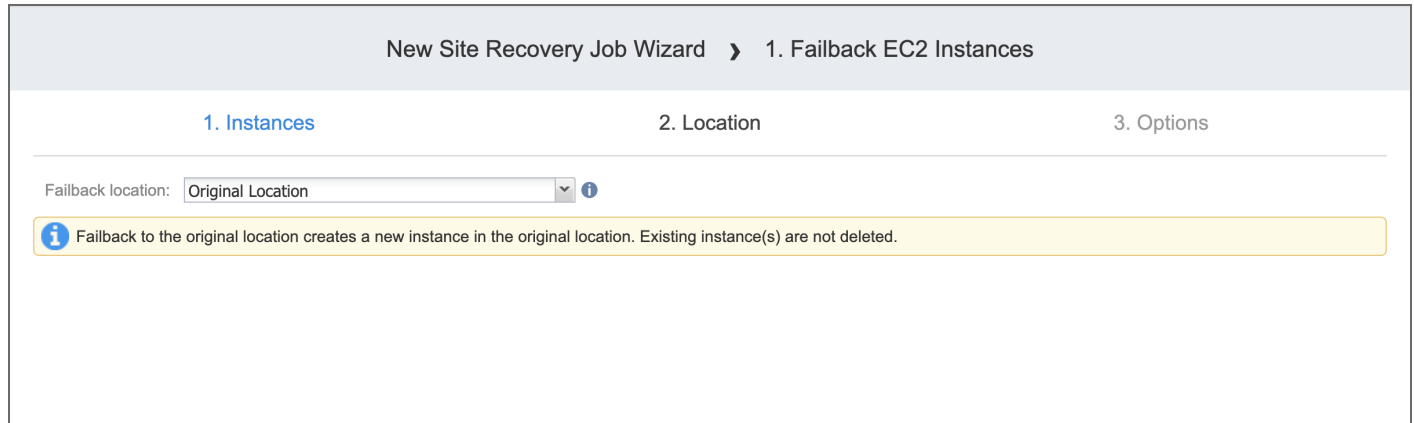 New Site Recovery Job Wizard ❯ 1. Failback EC2 Instances
1. Instances
2. Location
3. Options
Failback location: Original Location
Failback to the original location creates a new instance in the original location. Existing instance(s) are not deleted.